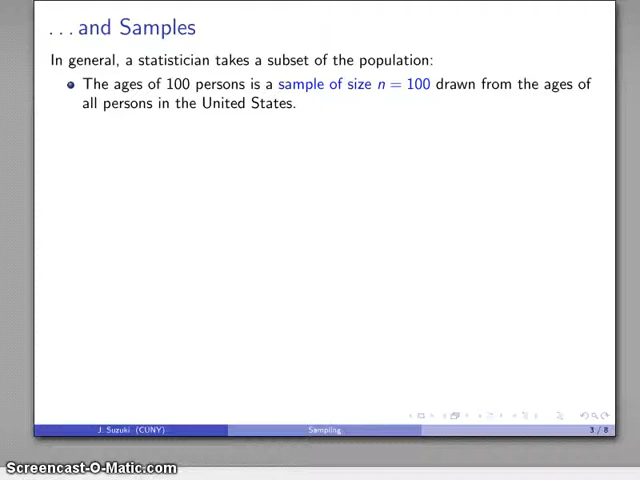 . . . and Samples
In general, a statistician takes a subset of the population:
The ages of 100 persons is a sample of size n = 100 drawn from the ages of
all persons in the United States.
J. Suzuki (CUNY)
Sampling
3 / 8
Screencast-O-Matic.com